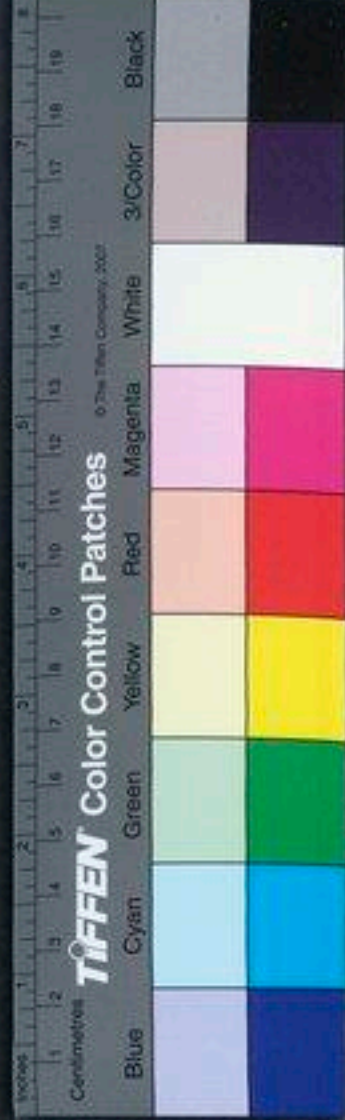 Inches 1 2 3 4 5 6 7 8
1 2 3 4 5 6 7 8 9 10 11 12 13 14 15 16 17 18 19
Centimetres
TIFFEN® Color Control Patches
© The Tiffen Company, 2007
Blue Cyan Green Yellow Red Magenta White 3/Color Black